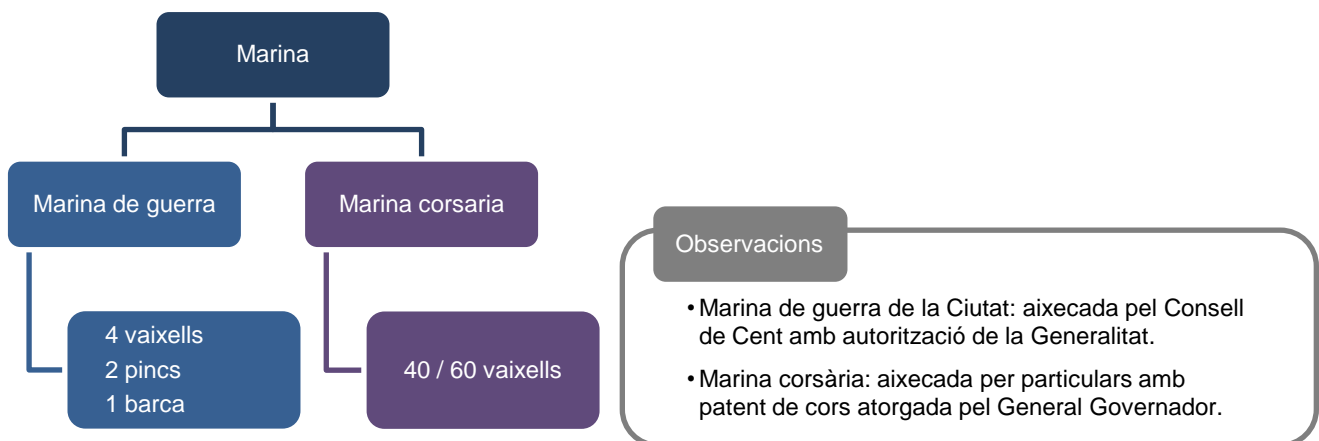 Marina
Marina de guerra
Marina corsaria
4 vaixells
2 pincs
1 barca
40 / 60 vaixells
Observacions
• Marina de guerra de la Ciutat: aixecada pel Consell
de Cent amb autorització de la Generalitat.
• Marina corsària: aixecada per particulars amb
patent de cors atorgada pel General Governador.